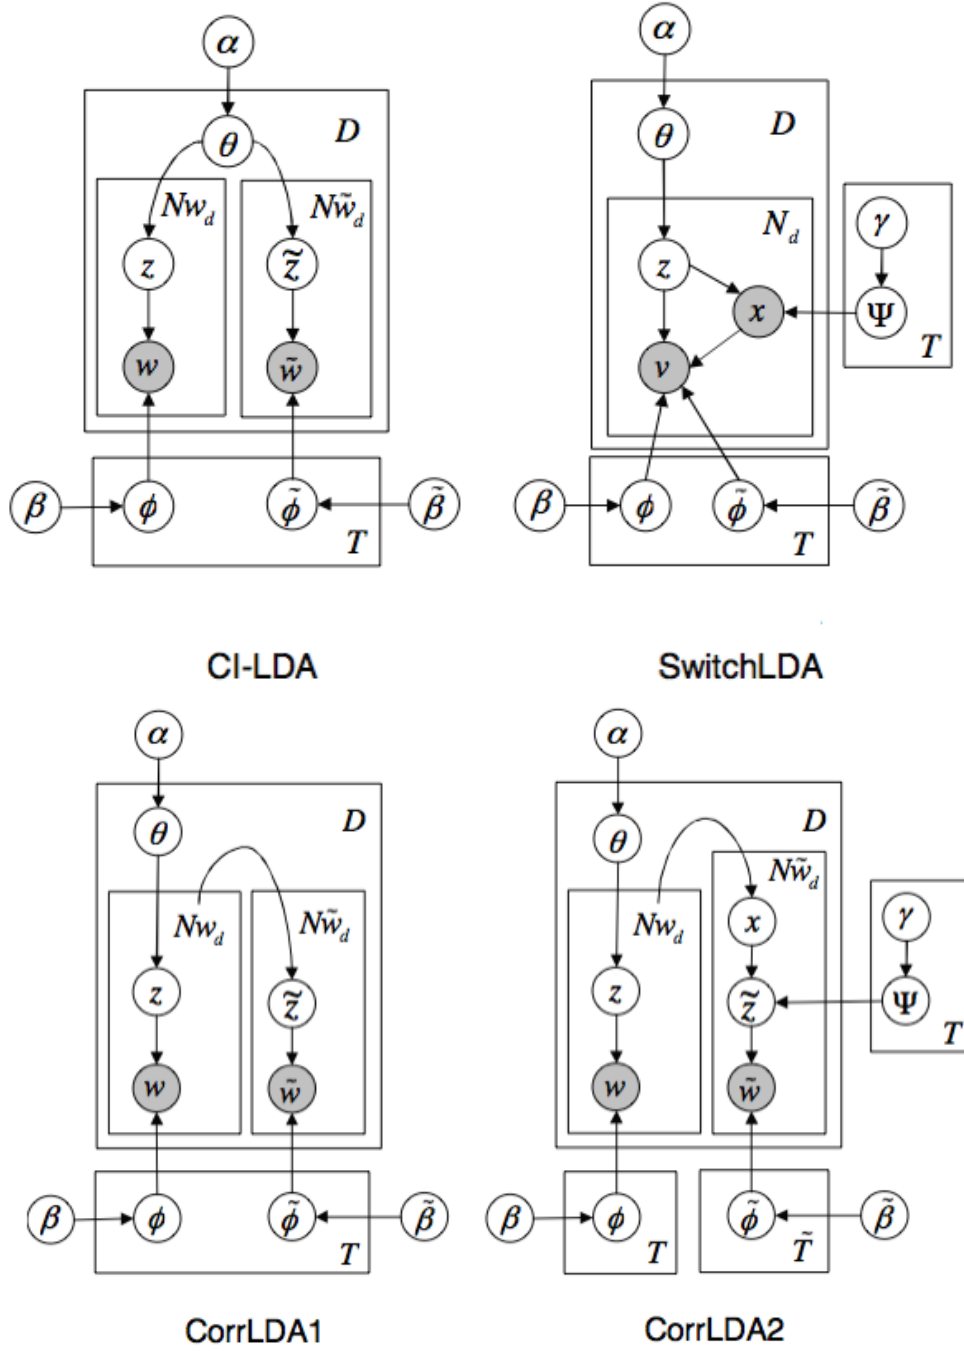 α
θ
D
Nw_d
Nw̃_d
z
z̃
w
w̃
β
ϕ
ϕ̃
β̃
T
CI-LDA
α
θ
D
N_d
γ
z
x
Ψ
v
T
β
ϕ
ϕ̃
β̃
T
SwitchLDA
α
θ
D
Nw_d
Nw̃_d
z
z̃
w
w̃
β
ϕ
ϕ̃
β̃
T
CorrLDA1
α
θ
D
Nw_d
Nw̃_d
x
γ
z
z̃
Ψ
T
w
w̃
β
ϕ
T
ϕ̃
T̃
β̃
CorrLDA2